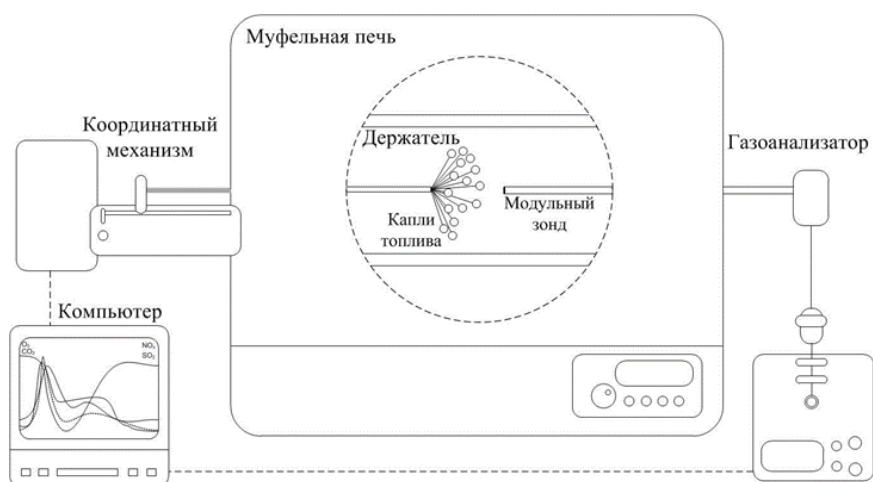 Муфельная печь
Координатный
механизм
Держатель
Газоанализатор
Модульный
зонд
Капли
топлива
Компьютер
O₂
CO₂
NOₓ
SO₂